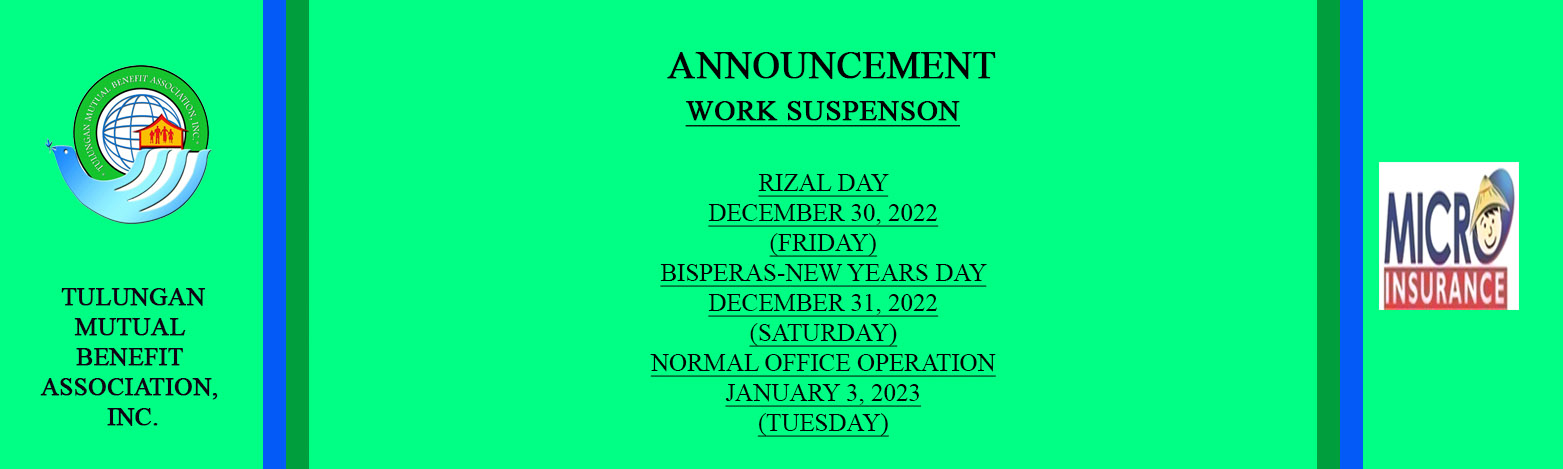 TULUNGAN MUTUAL BENEFIT ASSOCIATION, INC.
TULUNGAN
MUTUAL
BENEFIT
ASSOCIATION,
INC.
ANNOUNCEMENT
WORK SUSPENSON
RIZAL DAY
DECEMBER 30, 2022
(FRIDAY)
BISPERAS-NEW YEARS DAY
DECEMBER 31, 2022
(SATURDAY)
NORMAL OFFICE OPERATION
JANUARY 3, 2023
(TUESDAY)
MICRO
INSURANCE